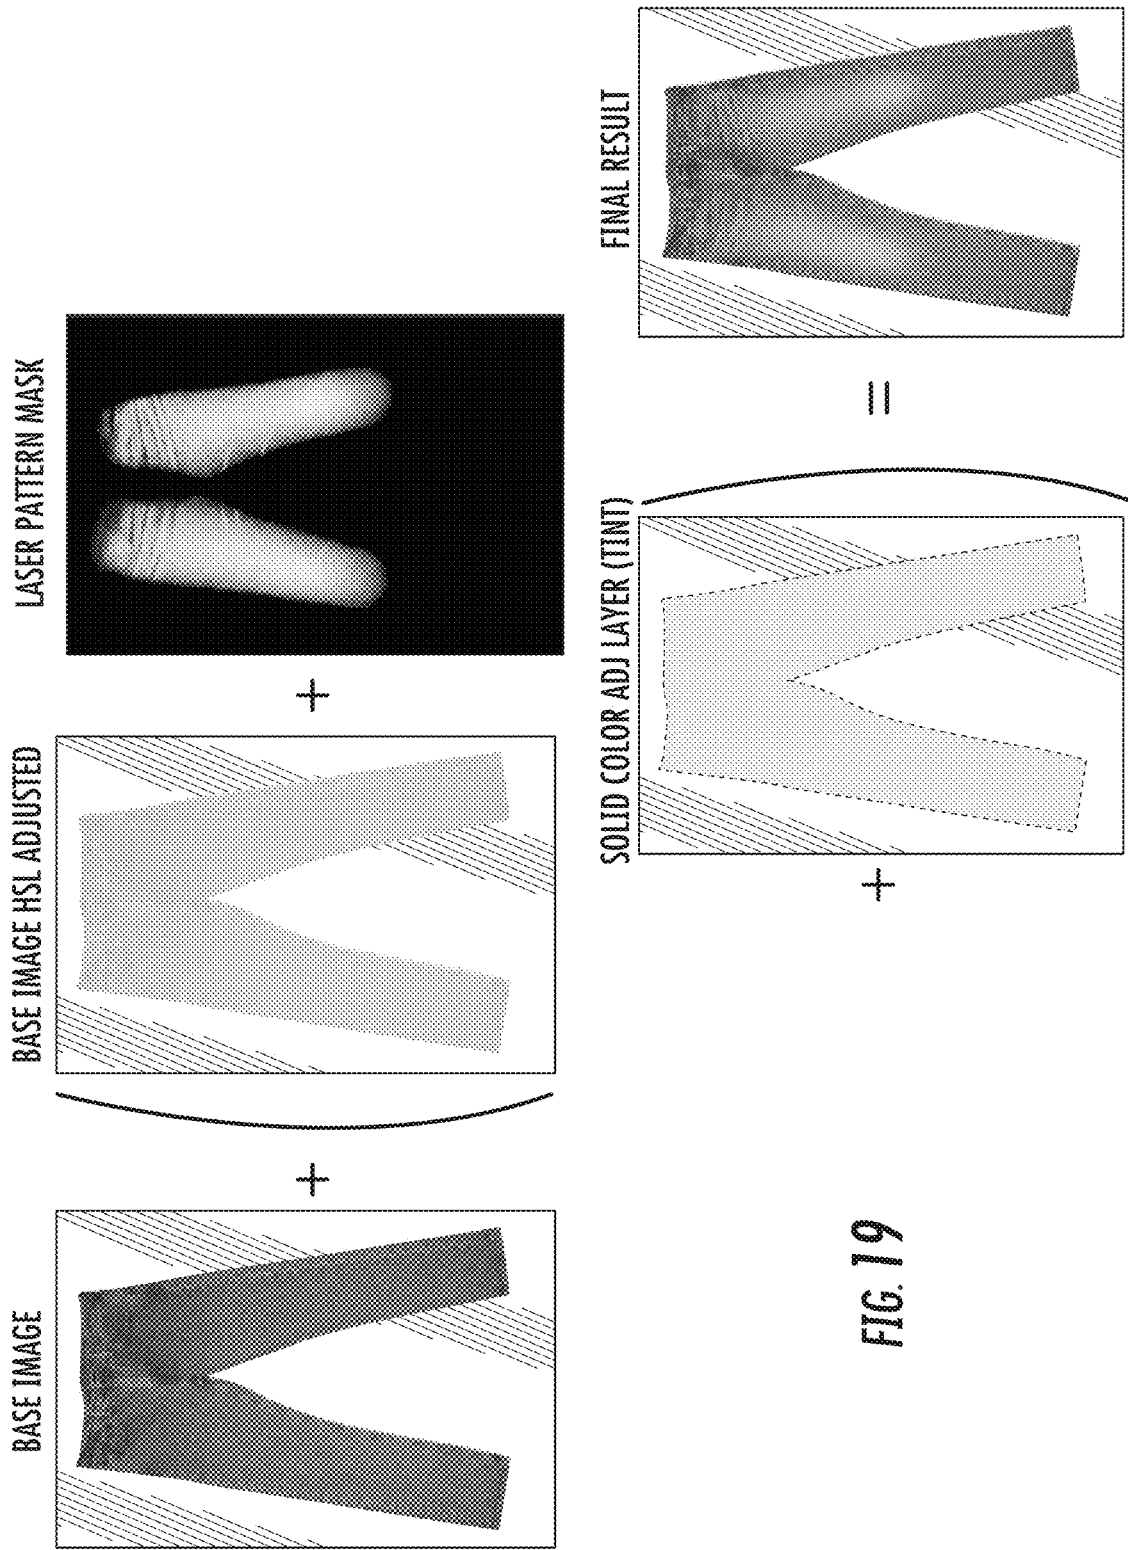 BASE IMAGE
+
(
BASE IMAGE HSL ADJUSTED
+
LASER PATTERN MASK
+
SOLID COLOR ADJ LAYER (TINT)
)
=
FINAL RESULT
FIG. 19